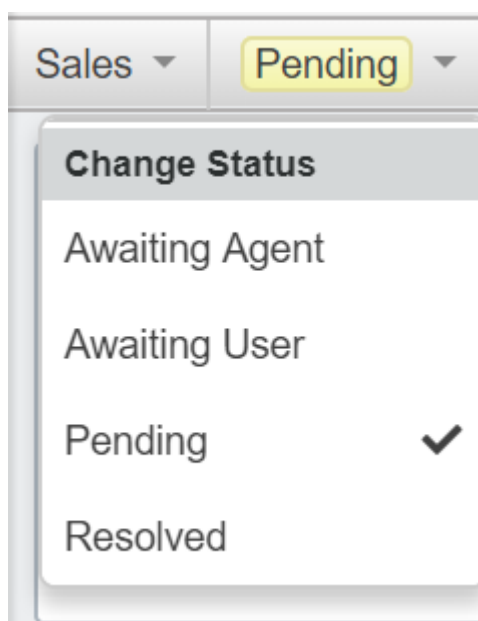 Sales Pending
Change Status
Awaiting Agent
Awaiting User
Pending
Resolved